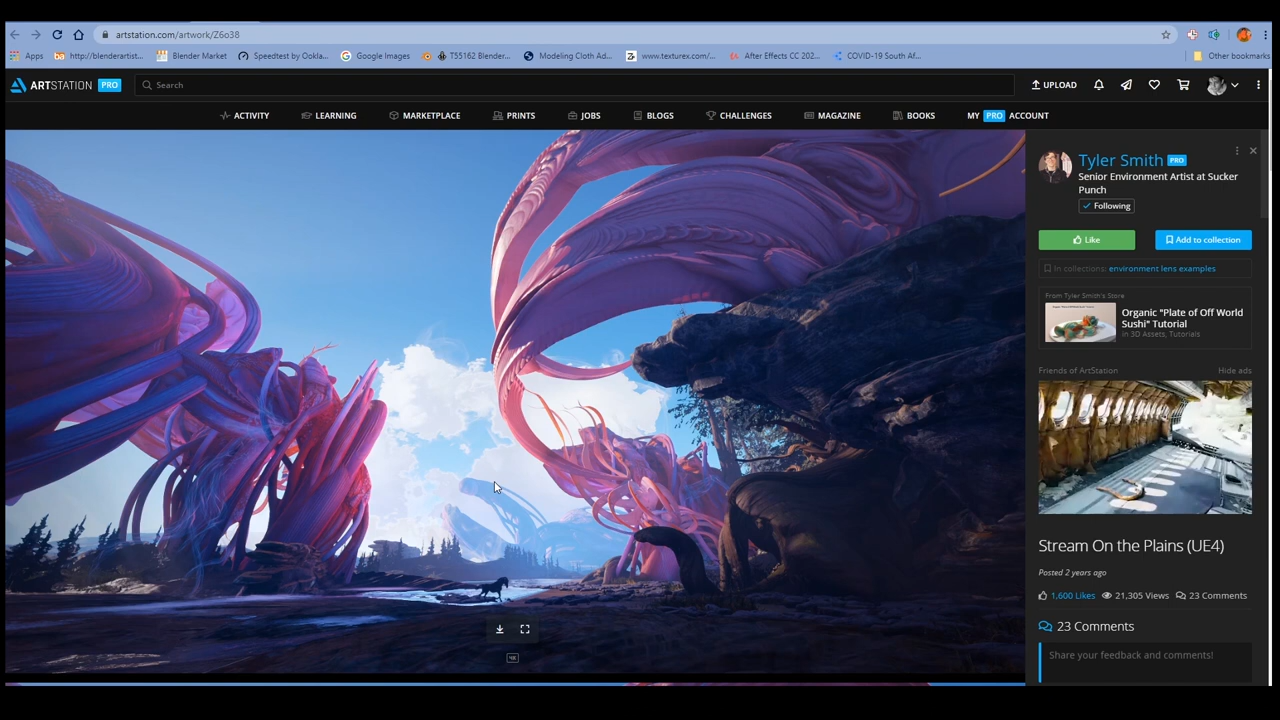 artstation.com/artwork/Z6o38
Apps http://blenderartist... Blender Market Speedtest by Ookla... Google Images T55162 Blender... Modeling Cloth Ad... www.texturex.com/... After Effects CC 202... COVID-19 South Af... Other bookmarks
ARTSTATION PRO Search UPLOAD
ACTIVITY LEARNING MARKETPLACE PRINTS JOBS BLOGS CHALLENGES MAGAZINE BOOKS MY PRO ACCOUNT
Tyler Smith PRO
Senior Environment Artist at Sucker
Punch
Following
Like Add to collection
In collections: environment lens examples
From Tyler Smith's Store
Organic "Plate of Off World
Sushi" Tutorial
in 3D Assets, Tutorials
Friends of ArtStation Hide ads
Stream On the Plains (UE4)
Posted 2 years ago
1,600 Likes 21,305 Views 23 Comments
23 Comments
Share your feedback and comments!
4K